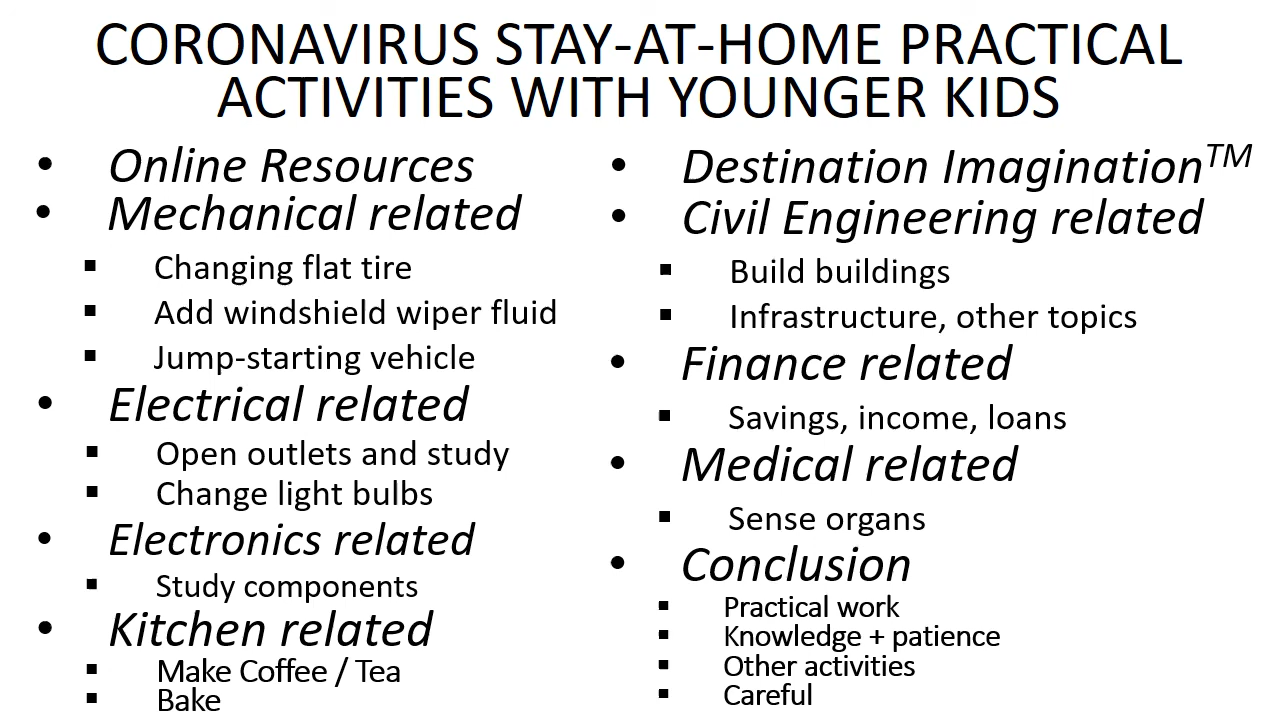 CORONAVIRUS STAY-AT-HOME PRACTICAL
ACTIVITIES WITH YOUNGER KIDS
• Online Resources
• Mechanical related
▪ Changing flat tire
▪ Add windshield wiper fluid
▪ Jump-starting vehicle
• Electrical related
▪ Open outlets and study
▪ Change light bulbs
• Electronics related
▪ Study components
• Kitchen related
▪ Make Coffee / Tea
▪ Bake
• Destination Imagination™
• Civil Engineering related
▪ Build buildings
▪ Infrastructure, other topics
• Finance related
▪ Savings, income, loans
• Medical related
▪ Sense organs
• Conclusion
▪ Practical work
▪ Knowledge + patience
▪ Other activities
▪ Careful